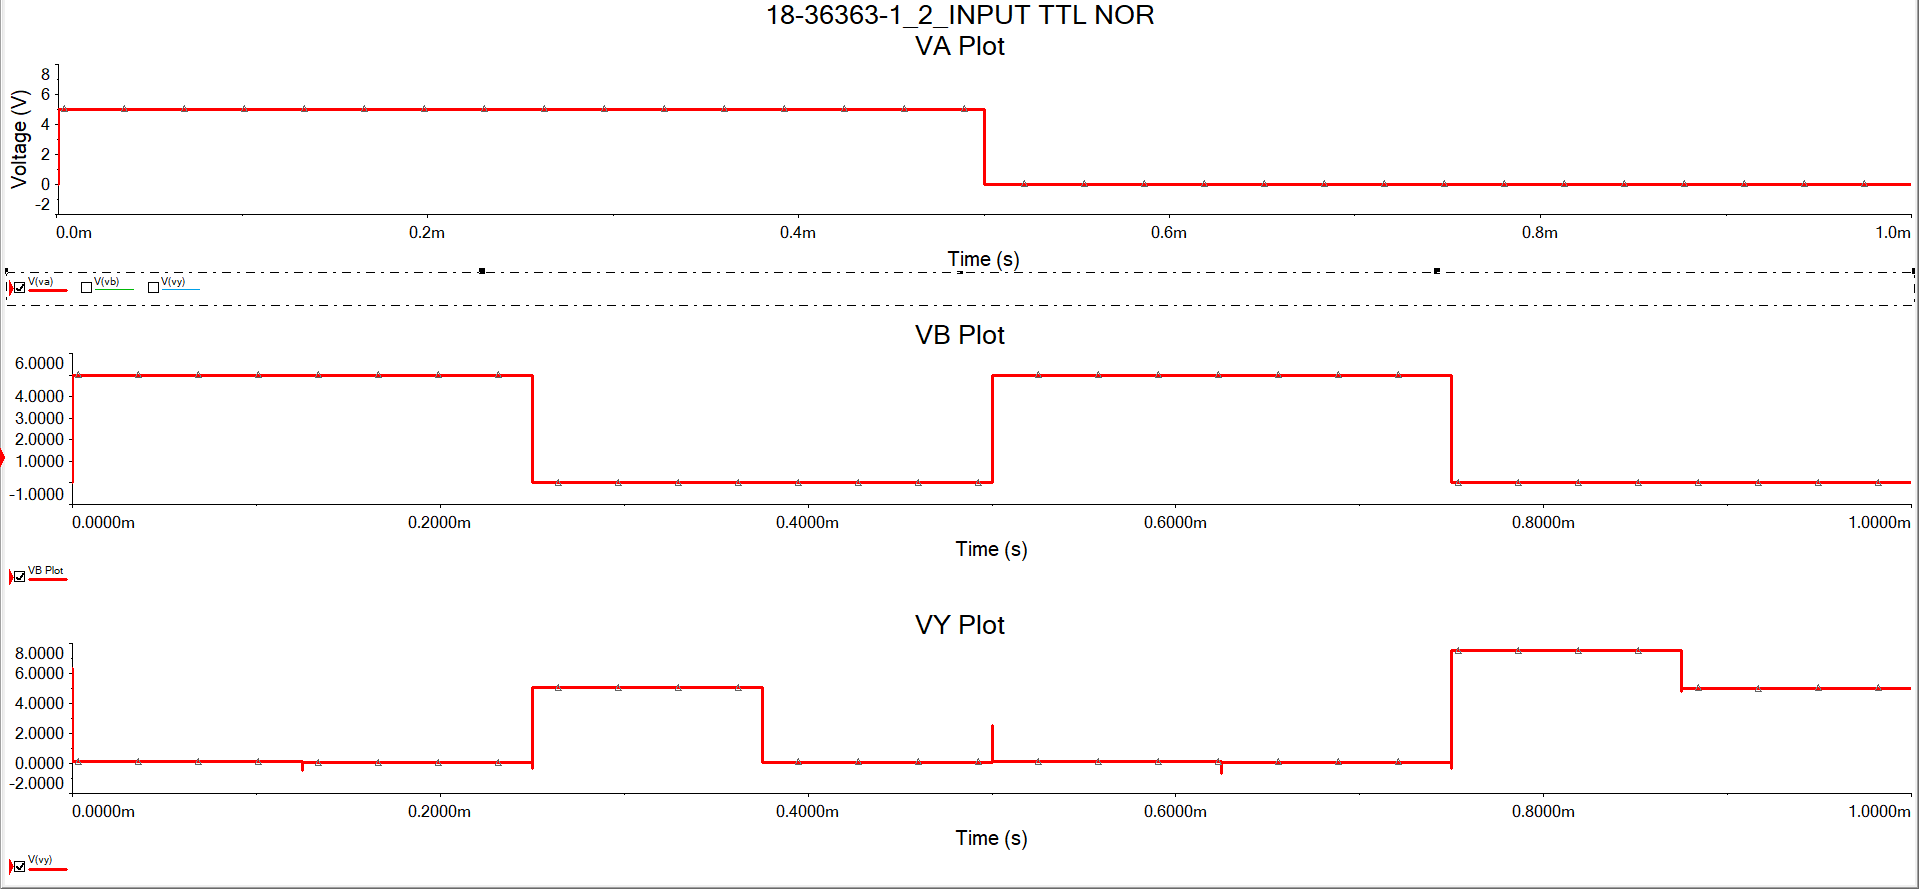 18-36363-1_2_INPUT TTL NOR
VA Plot
Voltage (V)
8
6
4
2
0
-2
0.0m 0.2m 0.4m 0.6m 0.8m 1.0m
Time (s)
V(va) V(vb) V(vy)
VB Plot
6.0000
4.0000
3.0000
2.0000
1.0000
-1.0000
0.0000m 0.2000m 0.4000m 0.6000m 0.8000m 1.0000m
Time (s)
VB Plot
VY Plot
8.0000
6.0000
4.0000
2.0000
0.0000
-2.0000
0.0000m 0.2000m 0.4000m 0.6000m 0.8000m 1.0000m
Time (s)
V(vy)